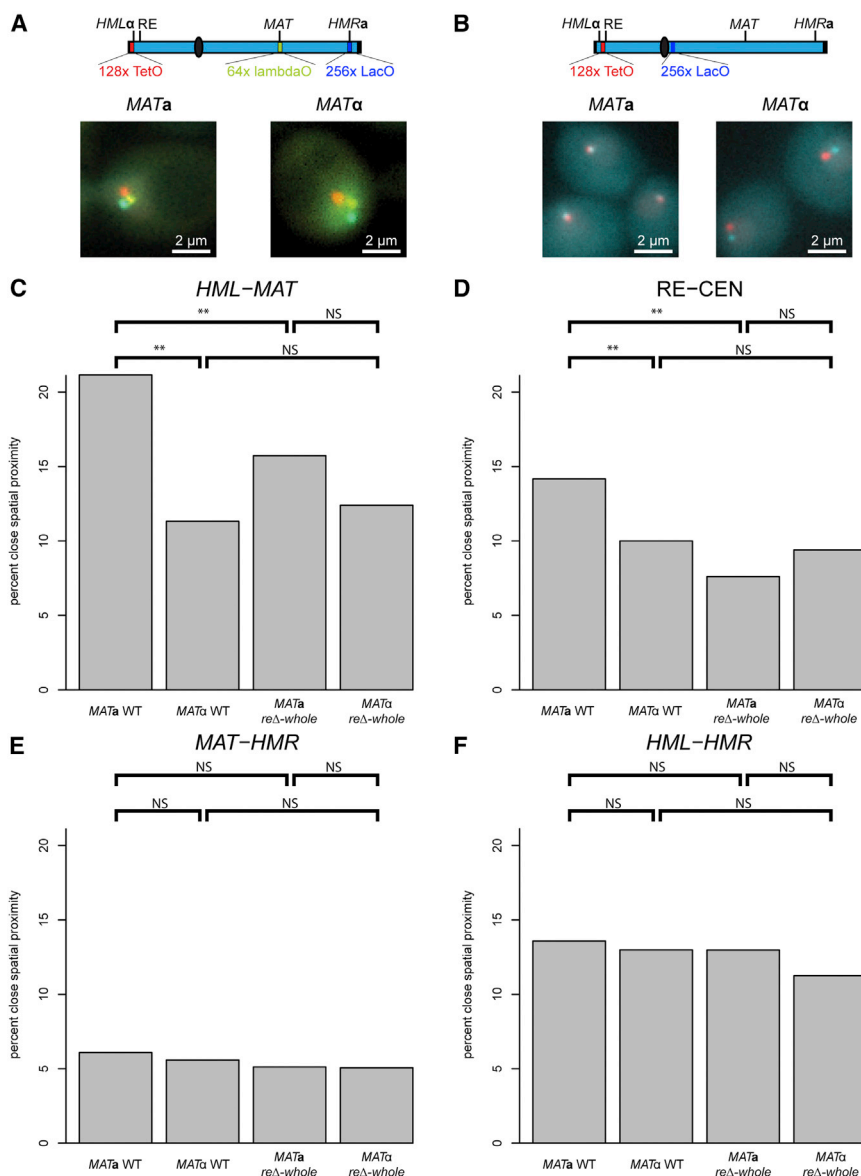 A
HMLα RE MAT HMRa
128x TetO 64x lambdaO 256x LacO
MATa MATα
2 µm 2 µm
B
HMLα RE MAT HMRa
128x TetO 256x LacO
MATa MATα
2 µm 2 µm
C HML−MAT
** NS
** NS
percent close spatial proximity
20
15
10
5
0
MATa WT MATα WT MATa reΔ-whole MATα reΔ-whole
D RE−CEN
** NS
** NS
percent close spatial proximity
20
15
10
5
0
MATa WT MATα WT MATa reΔ-whole MATα reΔ-whole
E MAT−HMR
NS NS
NS NS
percent close spatial proximity
20
15
10
5
0
MATa WT MATα WT MATa reΔ-whole MATα reΔ-whole
F HML−HMR
NS NS
NS NS
percent close spatial proximity
20
15
10
5
0
MATa WT MATα WT MATa reΔ-whole MATα reΔ-whole